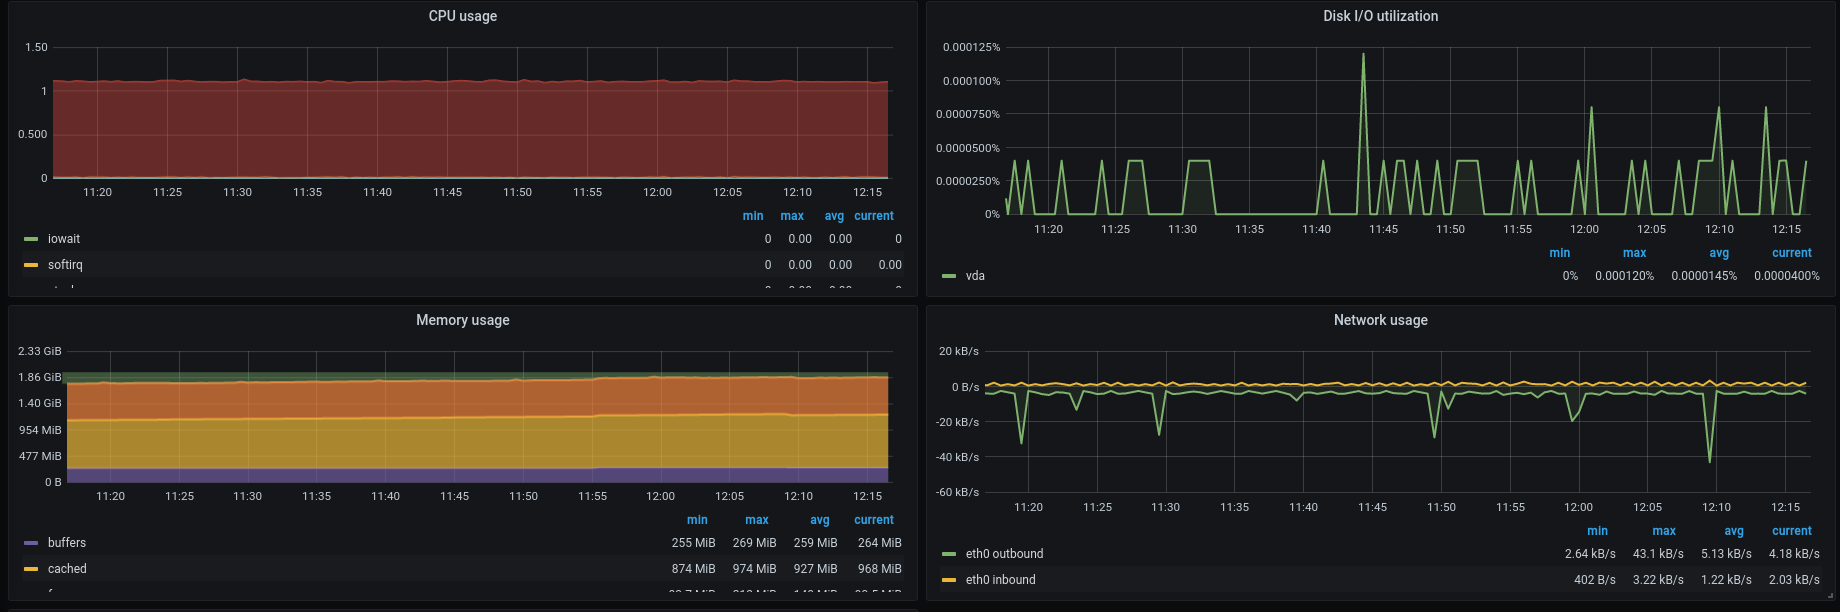 CPU usage
1.50
1
0.500
0
11:20 11:25 11:30 11:35 11:40 11:45 11:50 11:55 12:00 12:05 12:10 12:15
min max avg current
iowait 0 0.00 0.00 0
softirq 0 0.00 0.00 0.00
Disk I/O utilization
0.000125%
0.000100%
0.0000750%
0.0000500%
0.0000250%
0%
11:20 11:25 11:30 11:35 11:40 11:45 11:50 11:55 12:00 12:05 12:10 12:15
min max avg current
vda 0% 0.000120% 0.0000145% 0.0000400%
Memory usage
2.33 GiB
1.86 GiB
1.40 GiB
954 MiB
477 MiB
0 B
11:20 11:25 11:30 11:35 11:40 11:45 11:50 11:55 12:00 12:05 12:10 12:15
min max avg current
buffers 255 MiB 269 MiB 259 MiB 264 MiB
cached 874 MiB 974 MiB 927 MiB 968 MiB
Network usage
20 kB/s
0 B/s
-20 kB/s
-40 kB/s
-60 kB/s
11:20 11:25 11:30 11:35 11:40 11:45 11:50 11:55 12:00 12:05 12:10 12:15
min max avg current
eth0 outbound 2.64 kB/s 43.1 kB/s 5.13 kB/s 4.18 kB/s
eth0 inbound 402 B/s 3.22 kB/s 1.22 kB/s 2.03 kB/s